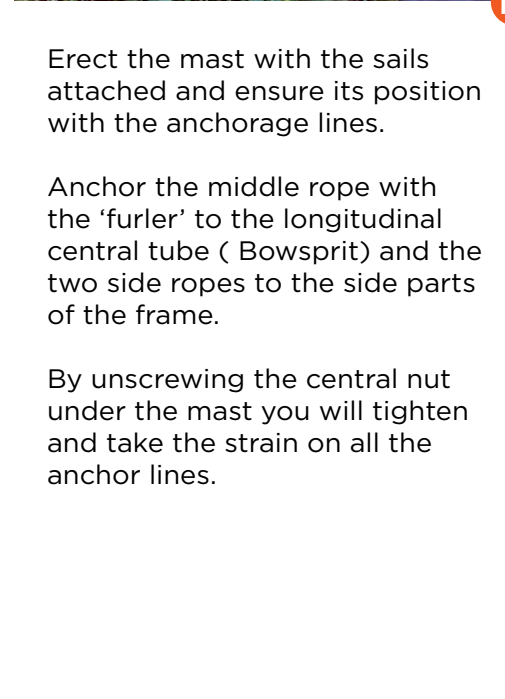 Erect the mast with the sails
attached and ensure its position
with the anchorage lines.
Anchor the middle rope with
the ‘furler’ to the longitudinal
central tube ( Bowsprit) and the
two side ropes to the side parts
of the frame.
By unscrewing the central nut
under the mast you will tighten
and take the strain on all the
anchor lines.